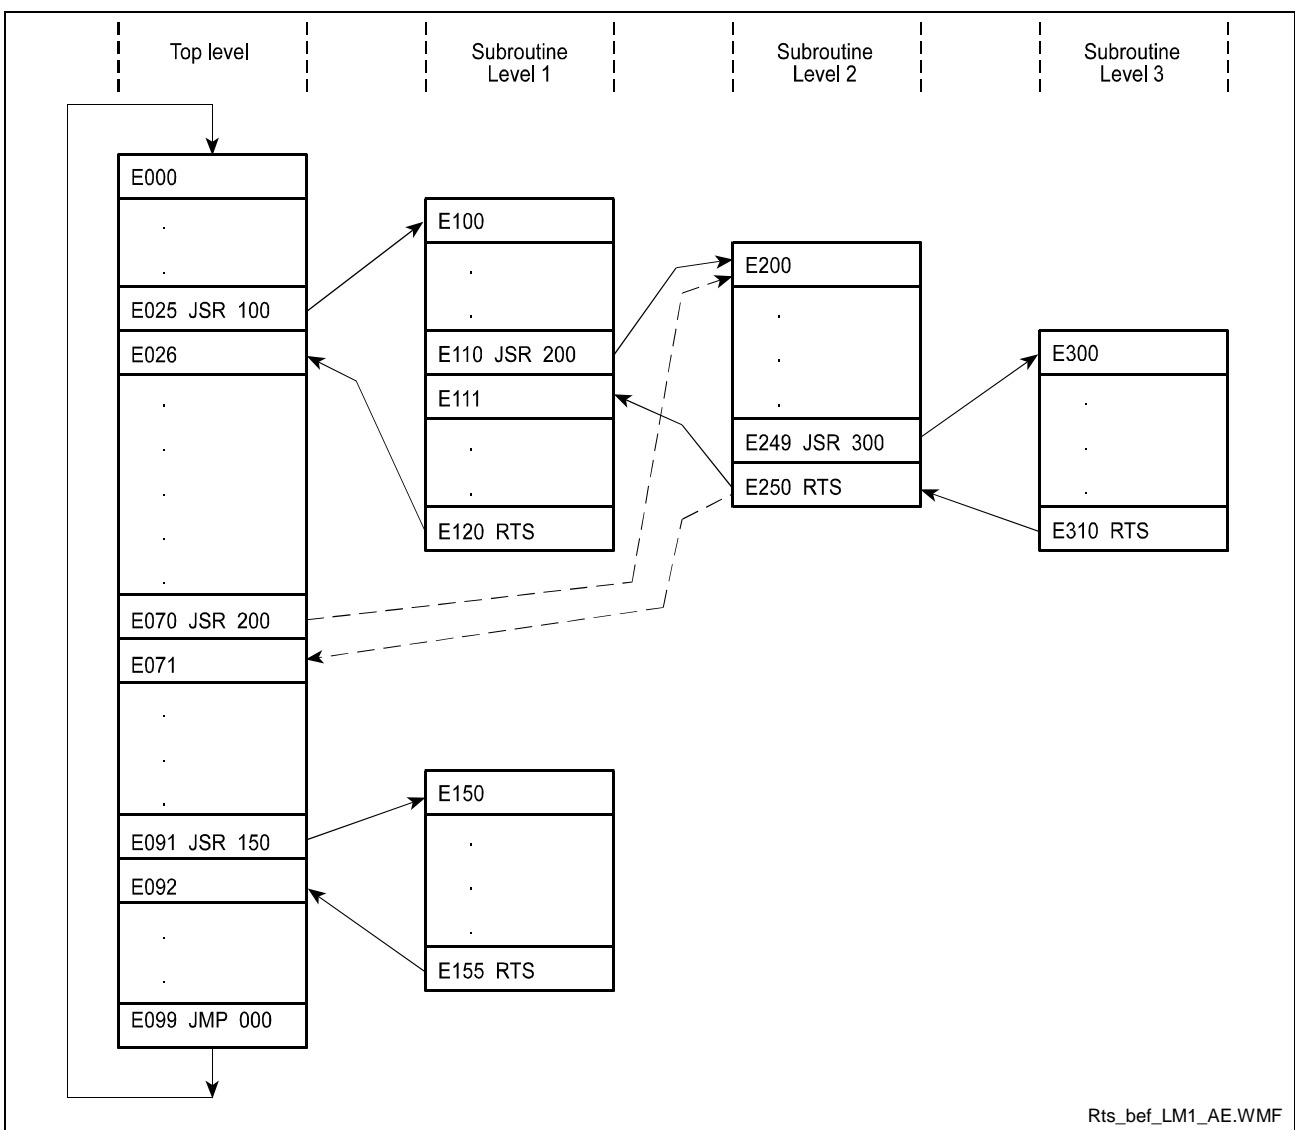 Top level
Subroutine
Level 1
Subroutine
Level 2
Subroutine
Level 3
E000
E025 JSR 100
E026
E070 JSR 200
E071
E091 JSR 150
E092
E099 JMP 000
E100
E110 JSR 200
E111
E120 RTS
E150
E155 RTS
E200
E249 JSR 300
E250 RTS
E300
E310 RTS
Rts_bef_LM1_AE.WMF